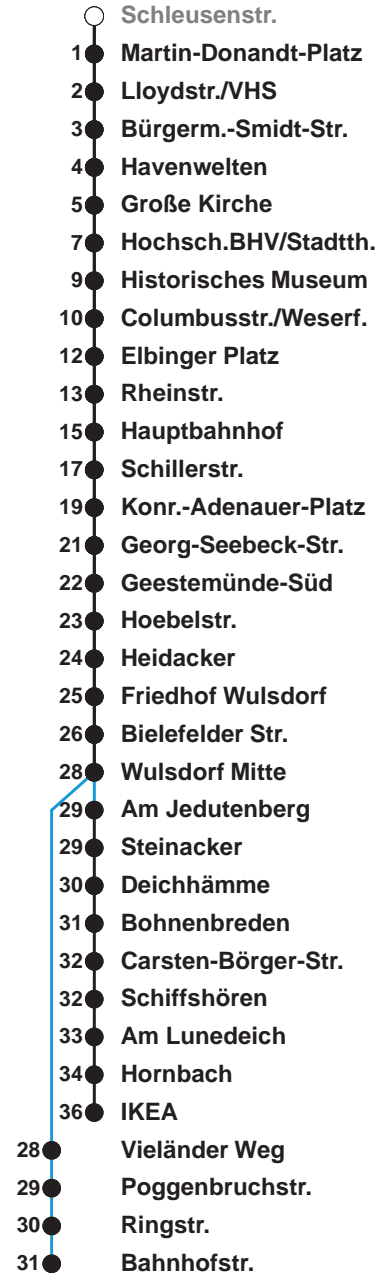 Schleusenstr.
1 Martin-Donandt-Platz
2 Lloydstr./VHS
3 Bürgerm.-Smidt-Str.
4 Havenwelten
5 Große Kirche
7 Hochsch.BHV/Stadtth.
9 Historisches Museum
10 Columbusstr./Weserf.
12 Elbinger Platz
13 Rheinstr.
15 Hauptbahnhof
17 Schillerstr.
19 Konr.-Adenauer-Platz
21 Georg-Seebeck-Str.
22 Geestemünde-Süd
23 Hoebelstr.
24 Heidacker
25 Friedhof Wulsdorf
26 Bielefelder Str.
28 Wulsdorf Mitte
29 Am Jedutenberg
29 Steinacker
30 Deichhämme
31 Bohnenbreden
32 Carsten-Börger-Str.
32 Schiffshören
33 Am Lunedeich
34 Hornbach
36 IKEA
28 Vieländer Weg
29 Poggenbruchstr.
30 Ringstr.
31 Bahnhofstr.